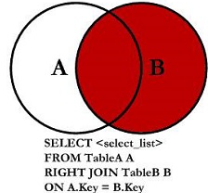 A B
SELECT <select_list>
FROM TableA A
RIGHT JOIN TableB B
ON A.Key = B.Key